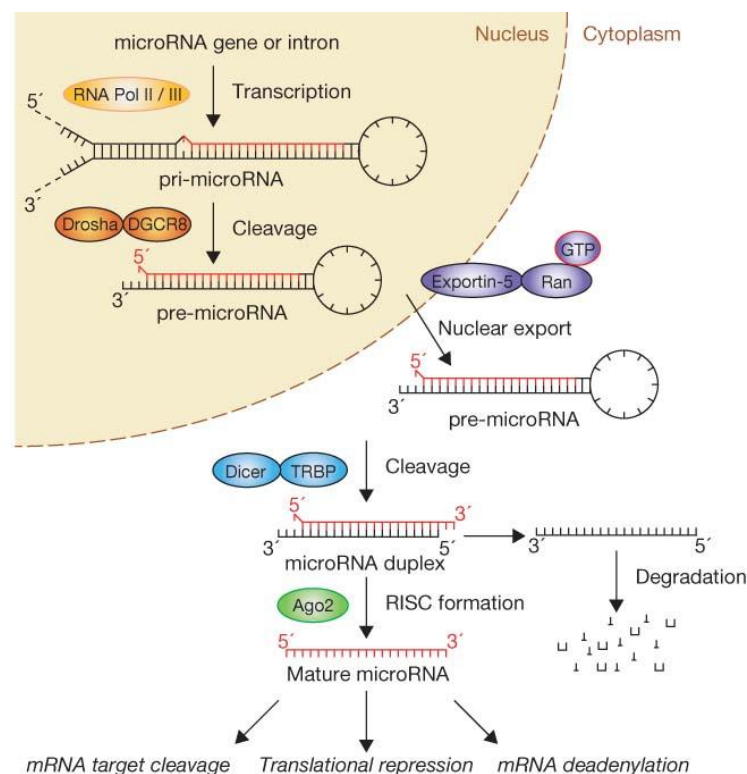 microRNA gene or intron
Nucleus
Cytoplasm
RNA Pol II / III
Transcription
5´
3´
pri-microRNA
Drosha
DGCR8
Cleavage
5´
3´
pre-microRNA
GTP
Exportin-5
Ran
Nuclear export
5´
3´
pre-microRNA
Dicer
TRBP
Cleavage
5´
3´
3´
5´
microRNA duplex
3´
5´
Degradation
Ago2
RISC formation
5´
3´
Mature microRNA
mRNA target cleavage
Translational repression
mRNA deadenylation